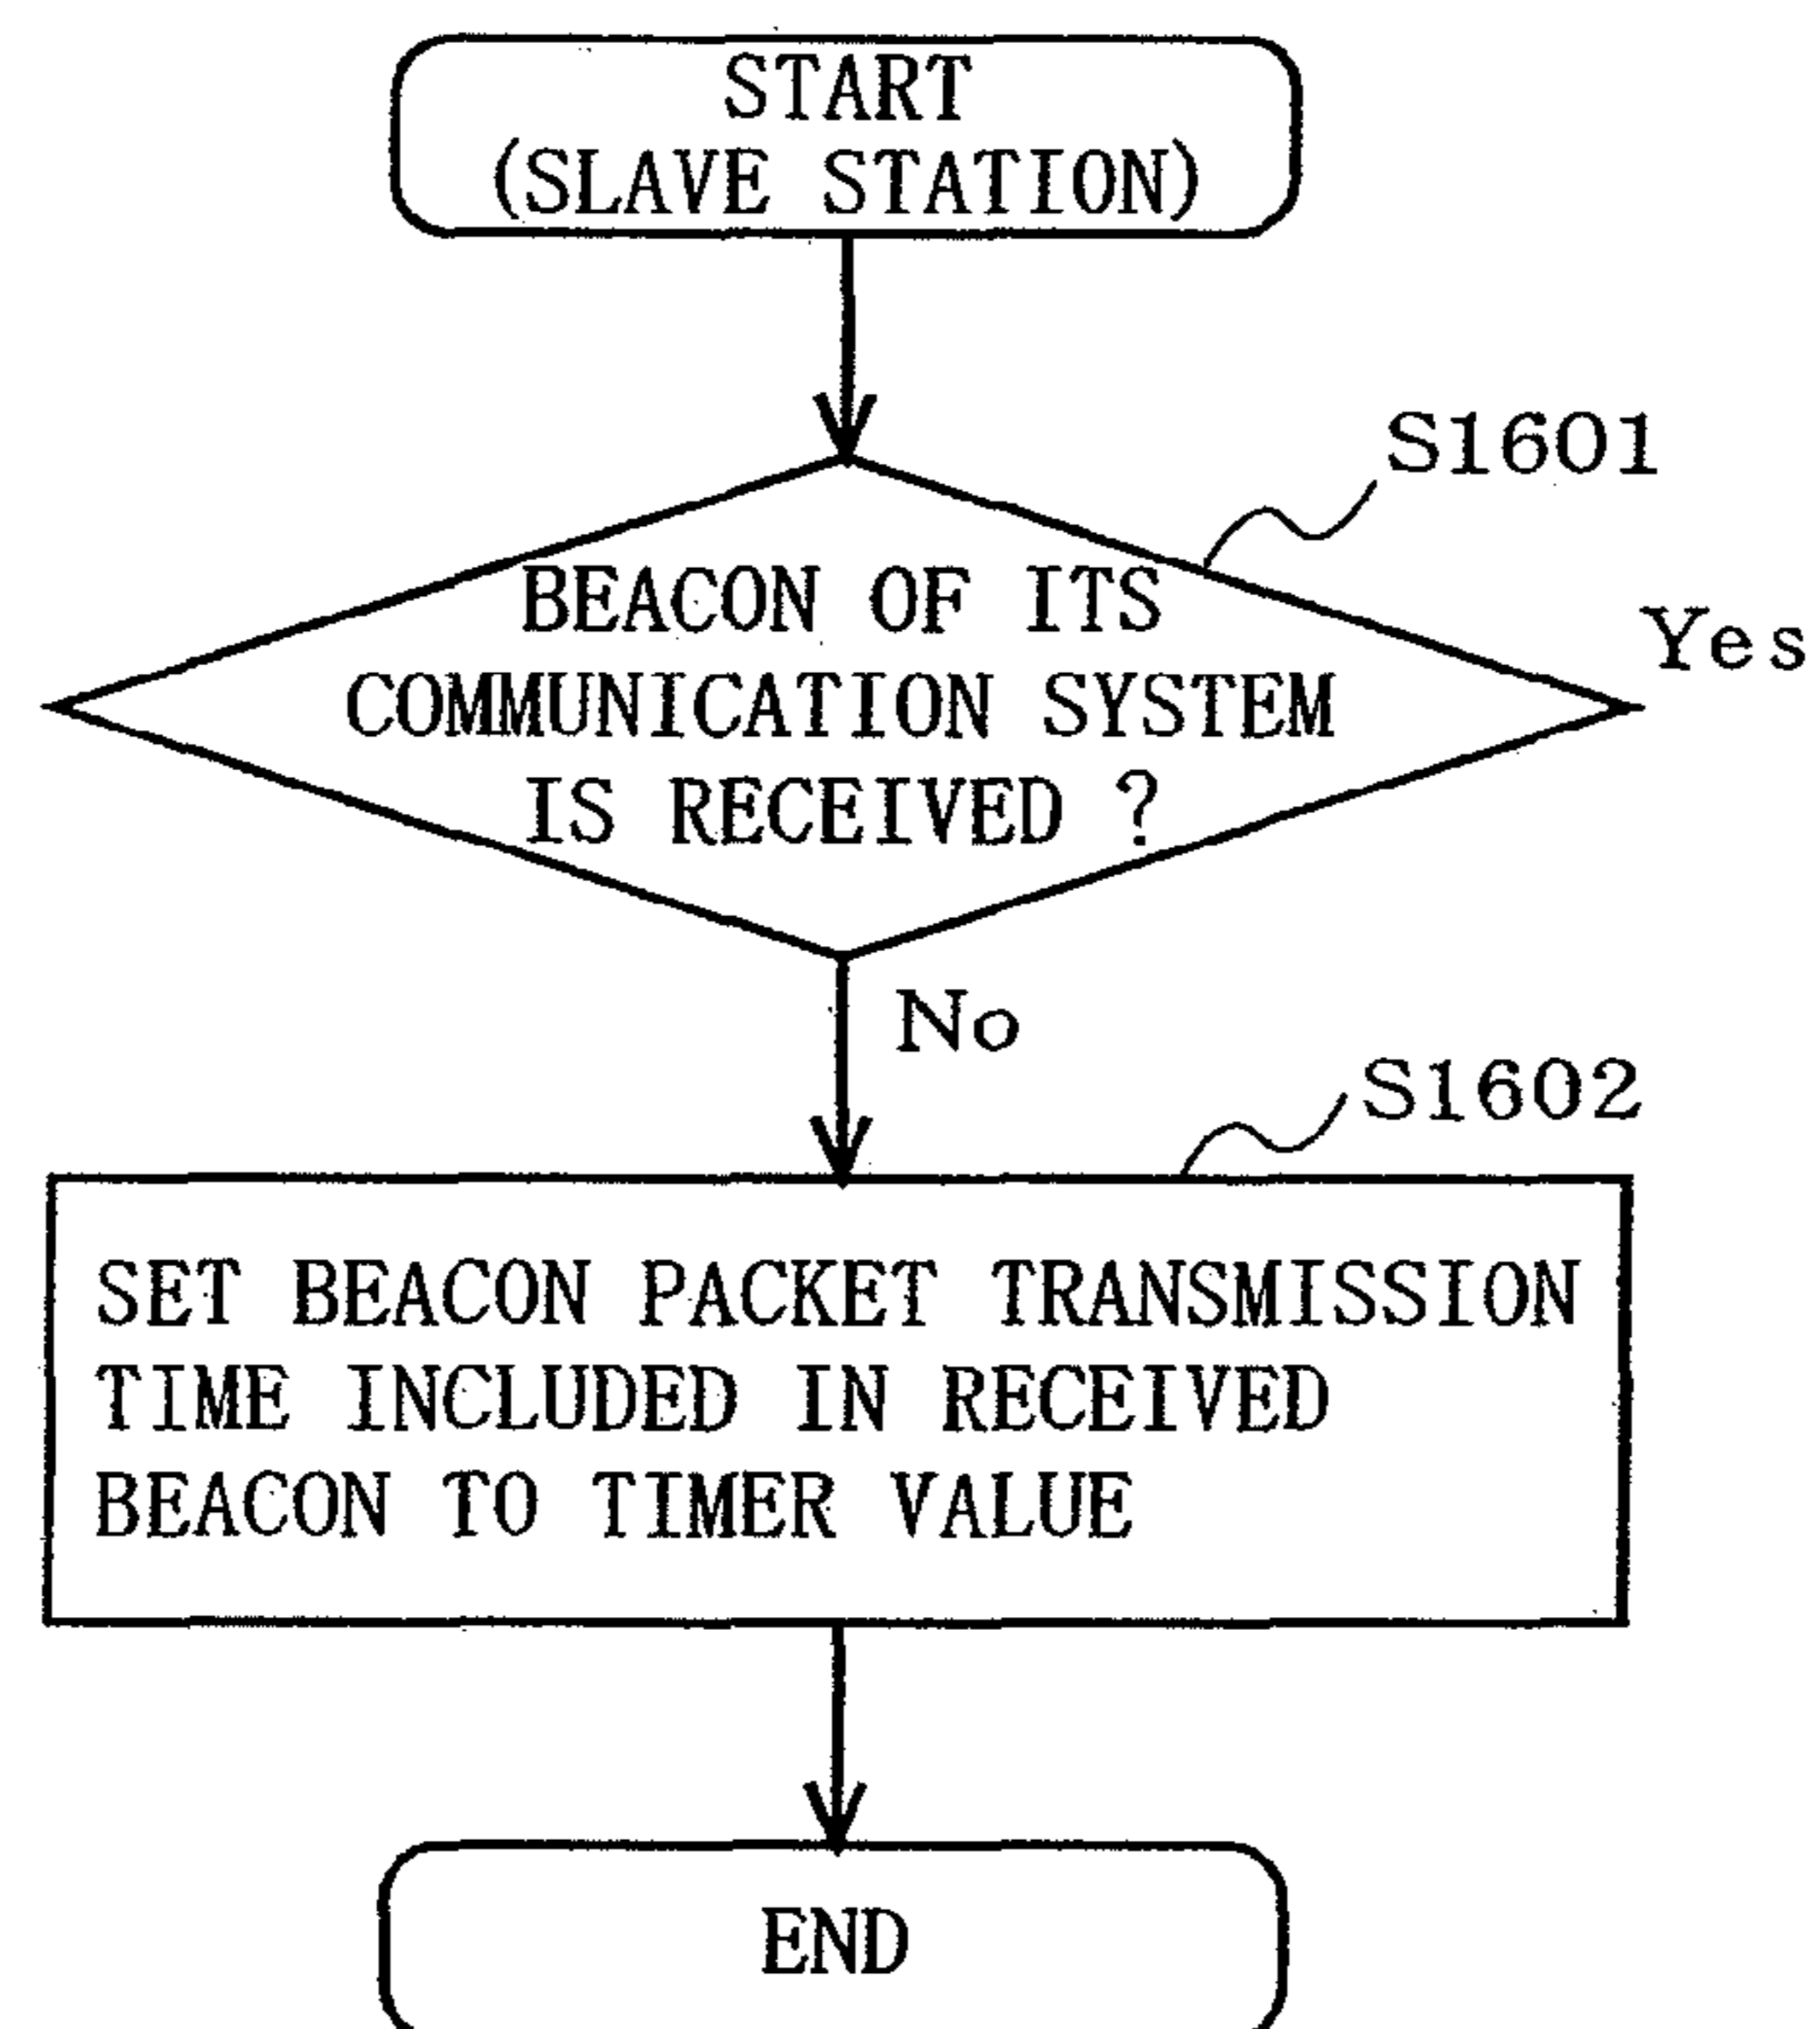 START
(SLAVE STATION)
S1601
BEACON OF ITS
COMMUNICATION SYSTEM
IS RECEIVED ?
Yes
No
S1602
SET BEACON PACKET TRANSMISSION
TIME INCLUDED IN RECEIVED
BEACON TO TIMER VALUE
END